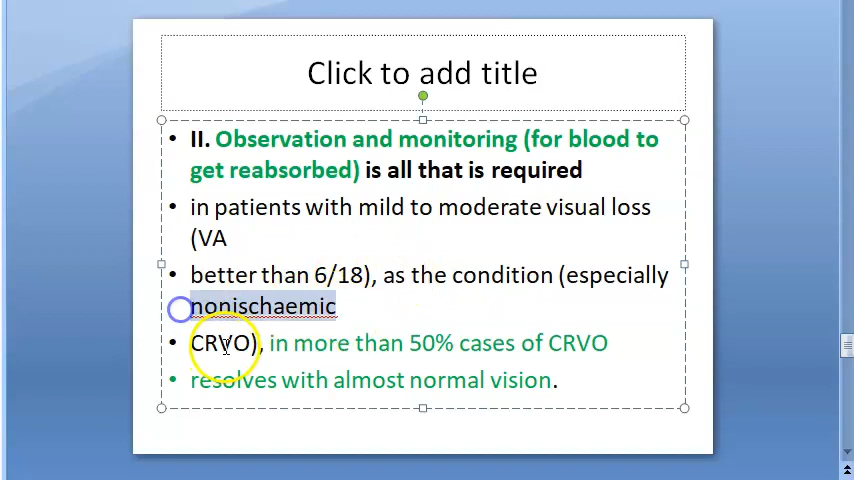 Click to add title
• II. Observation and monitoring (for blood to
get reabsorbed) is all that is required
• in patients with mild to moderate visual loss
(VA
• better than 6/18), as the condition (especially
nonischaemic
• CRVO), in more than 50% cases of CRVO
• resolves with almost normal vision.